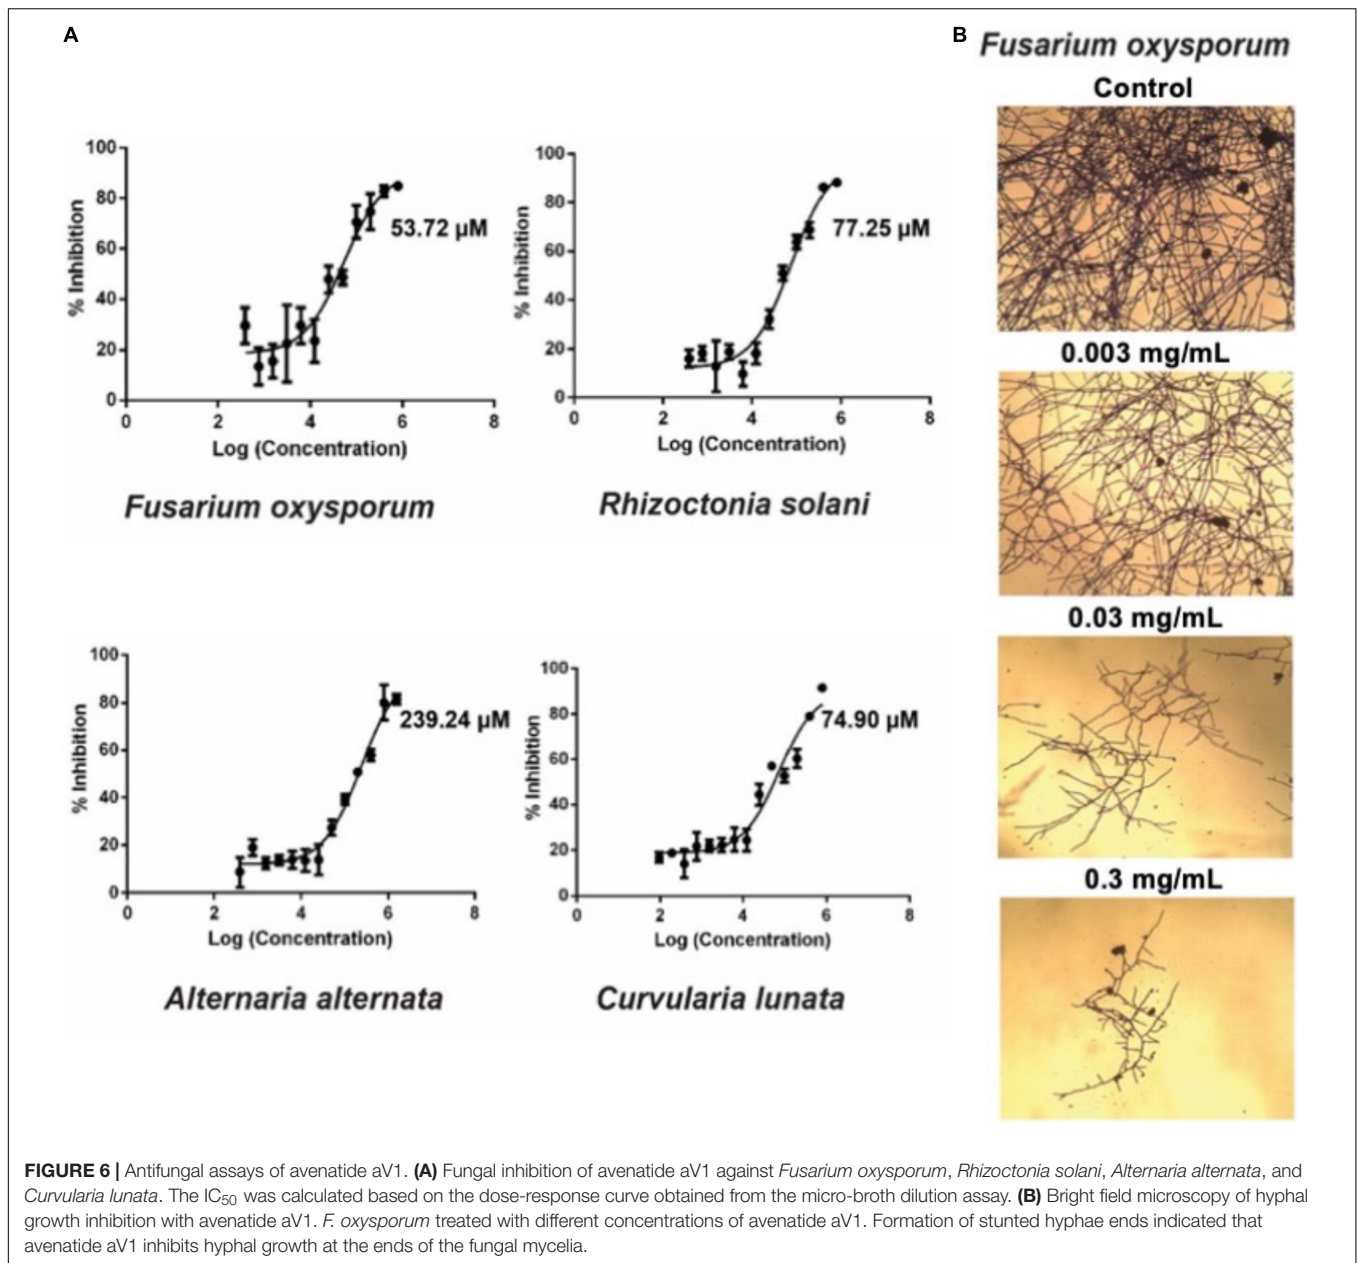 A
B
Fusarium oxysporum
Control
100
80
60
40
20
0
% Inhibition
53.72 µM
0 2 4 6 8
Log (Concentration)
Fusarium oxysporum
100
80
60
40
20
0
% Inhibition
77.25 µM
0 2 4 6 8
Log (Concentration)
Rhizoctonia solani
0.003 mg/mL
0.03 mg/mL
100
80
60
40
20
0
% Inhibition
239.24 µM
0 2 4 6 8
Log (Concentration)
Alternaria alternata
100
80
60
40
20
0
% Inhibition
74.90 µM
0 2 4 6 8
Log (Concentration)
Curvularia lunata
0.3 mg/mL
FIGURE 6 | Antifungal assays of avenatide aV1. (A) Fungal inhibition of avenatide aV1 against Fusarium oxysporum, Rhizoctonia solani, Alternaria alternata, and
Curvularia lunata. The IC50 was calculated based on the dose-response curve obtained from the micro-broth dilution assay. (B) Bright field microscopy of hyphal
growth inhibition with avenatide aV1. F. oxysporum treated with different concentrations of avenatide aV1. Formation of stunted hyphae ends indicated that
avenatide aV1 inhibits hyphal growth at the ends of the fungal mycelia.